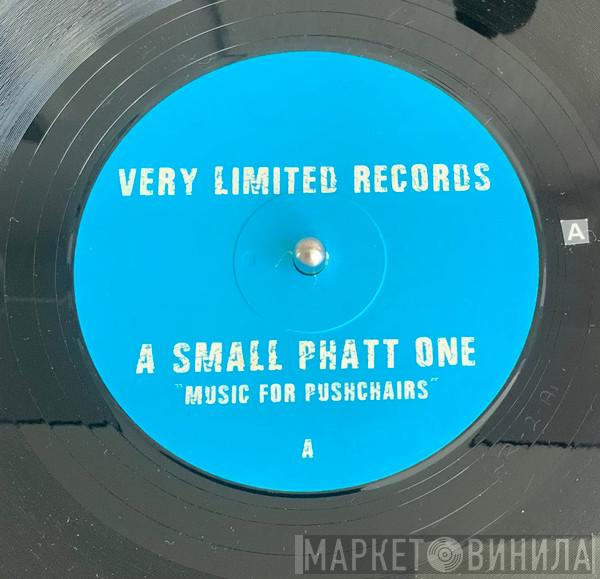 VERY LIMITED RECORDS
A
A SMALL PHATT ONE
"MUSIC FOR PUSHCHAIRS"
A
МАРКЕТ ВИНИЛА